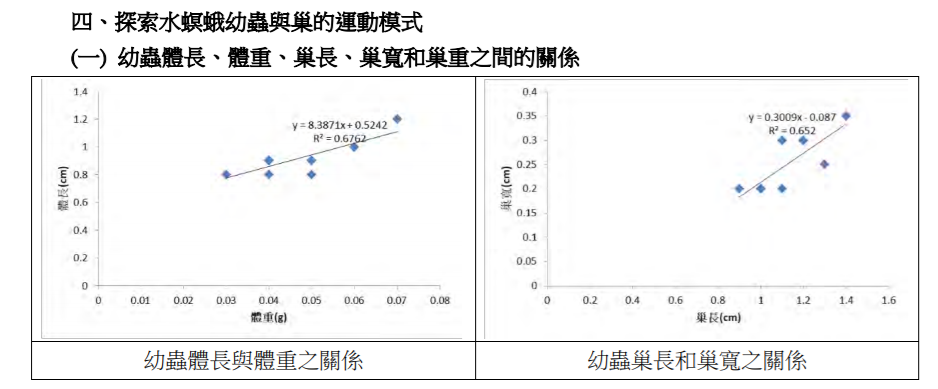 四、探索水螟蛾幼蟲與巢的運動模式
(一) 幼蟲體長、體重、巢長、巢寬和巢重之間的關係
1.4
1.2
1
0.8
0.6
0.4
0.2
0
體長(cm)
y = 8.3871x + 0.5242
R² = 0.6762
0 0.01 0.02 0.03 0.04 0.05 0.06 0.07 0.08
體重(g)
0.4
0.35
0.3
0.25
0.2
0.15
0.1
0.05
0
巢寬(cm)
y = 0.3009x - 0.087
R² = 0.652
0 0.2 0.4 0.6 0.8 1 1.2 1.4 1.6
巢長(cm)
幼蟲體長與體重之關係
幼蟲巢長和巢寬之關係